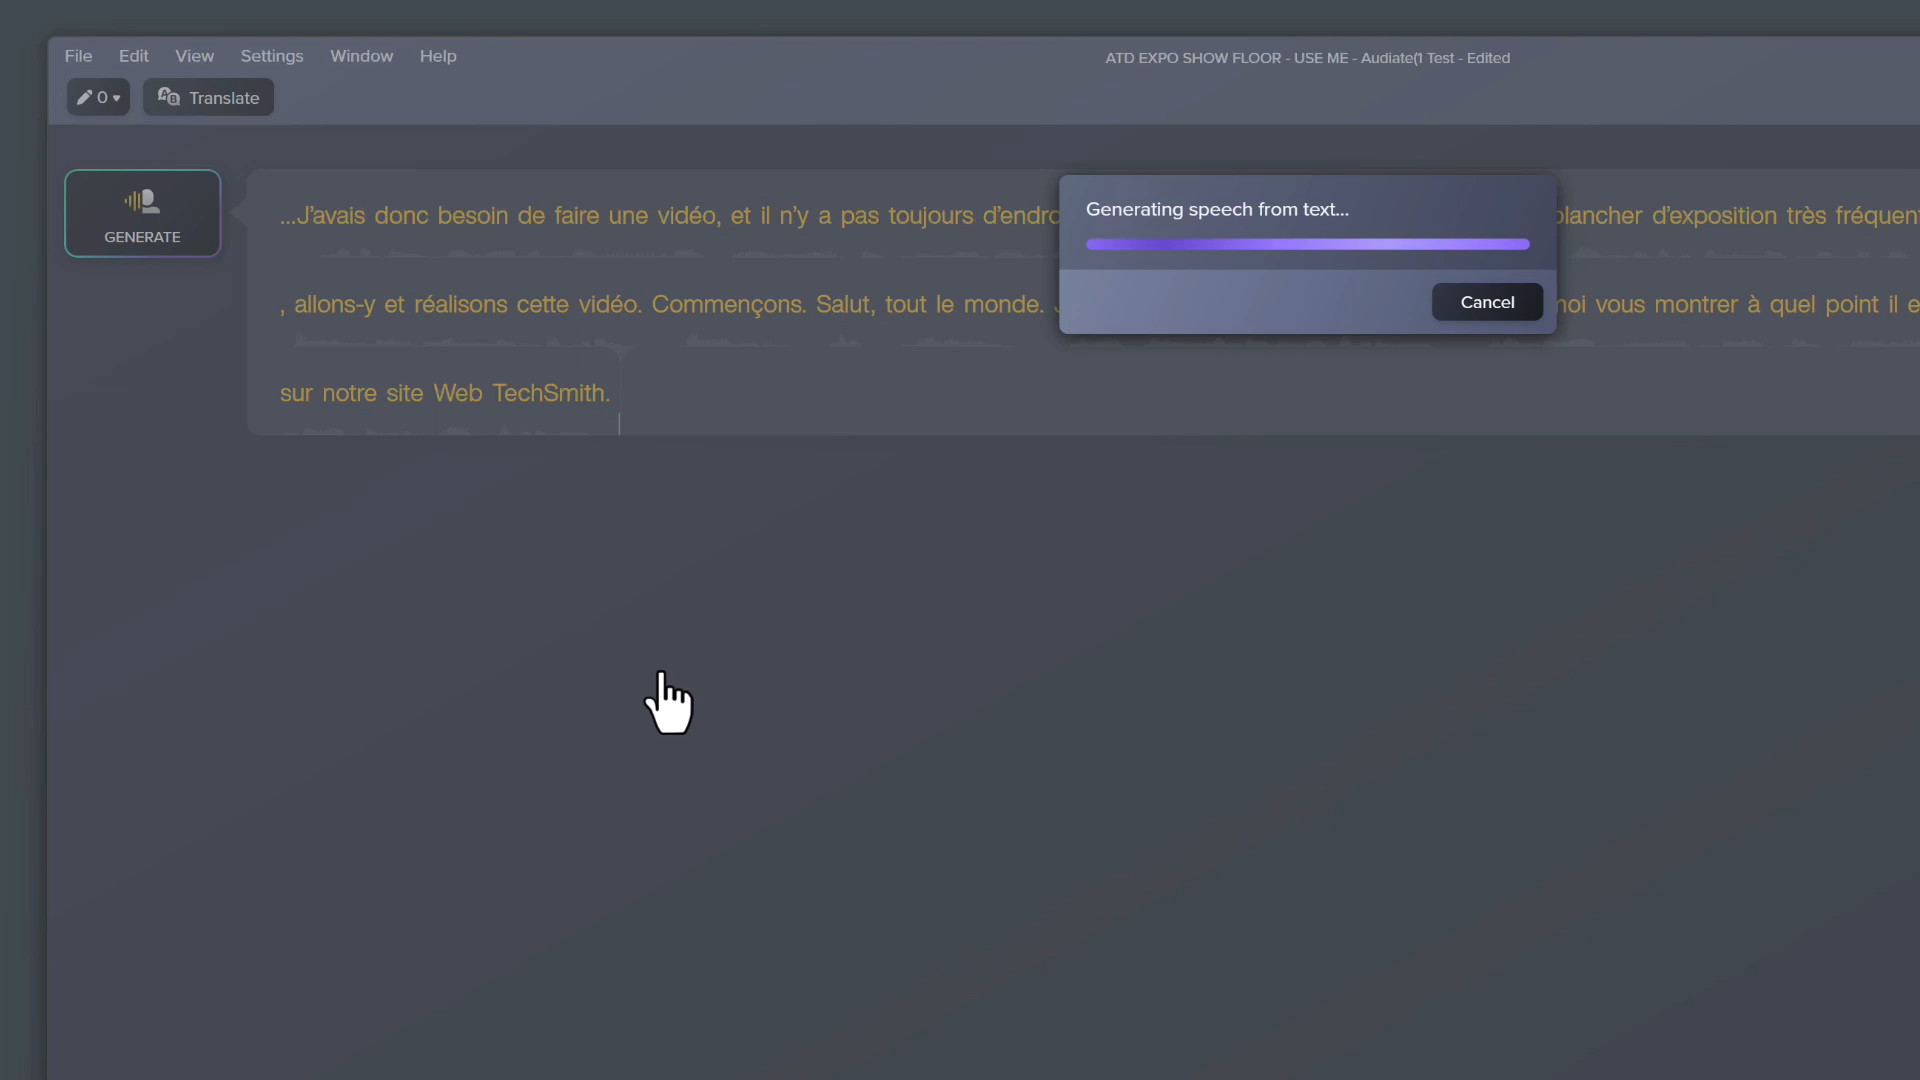 File Edit View Settings Window Help
ATD EXPO SHOW FLOOR - USE ME - Audiate(1 Test - Edited
0 Translate
GENERATE
...J'avais donc besoin de faire une vidéo, et il n'y a pas toujours plancher d'exposition très
Generating speech from text...
, allons-y et réalisons cette vidéo. Commençons. Salut, tout le monde. vous montrer à quel point il
Cancel
sur notre site Web TechSmith.